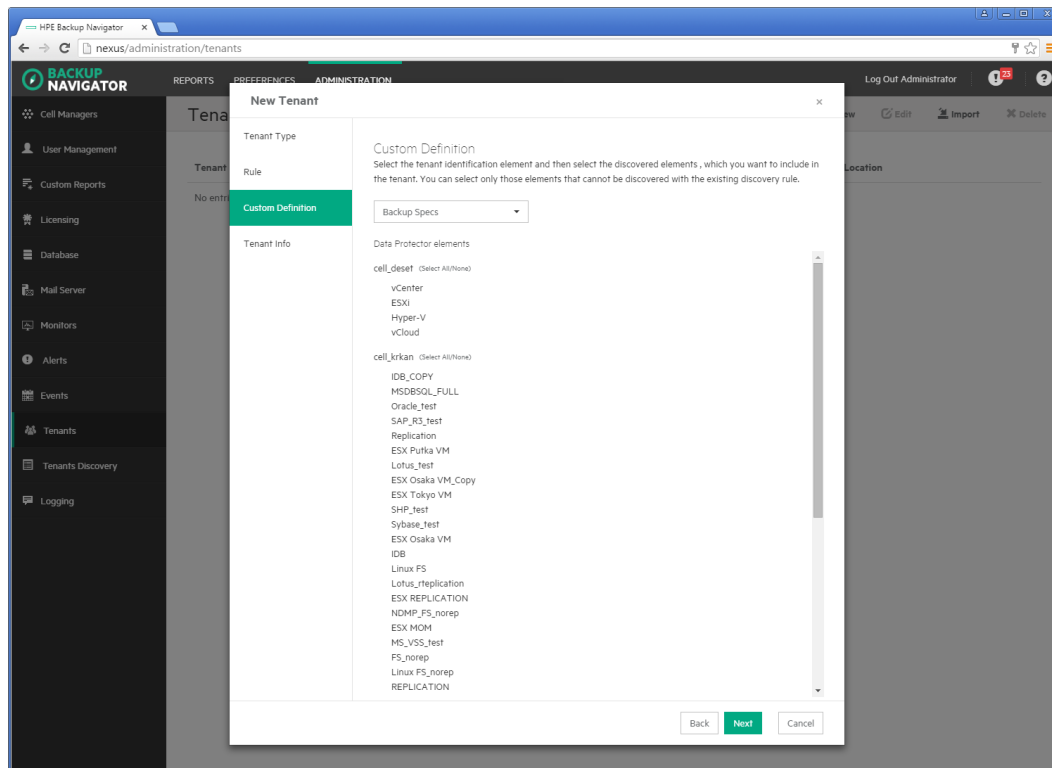 HPE Backup Navigator
nexus/administration/tenants
BACKUP
NAVIGATOR
REPORTS PREFERENCES ADMINISTRATION
Log Out Administrator
23
?
Cell Managers
User Management
Custom Reports
Licensing
Database
Mail Server
Monitors
Alerts
Events
Tenants
Tenants Discovery
Logging
Tena
ew Edit Import Delete
Tenant
Location
No entri
New Tenant
Tenant Type
Rule
Custom Definition
Tenant Info
Custom Definition
Select the tenant identification element and then select the discovered elements , which you want to include in
the tenant. You can select only those elements that cannot be discovered with the existing discovery rule.
Backup Specs
Data Protector elements
cell_deset (Select All/None)
vCenter
ESXi
Hyper-V
vCloud
cell_krkan (Select All/None)
IDB_COPY
MSDBSQL_FULL
Oracle_test
SAP_R3_test
Replication
ESX Putka VM
Lotus_test
ESX Osaka VM_Copy
ESX Tokyo VM
SHP_test
Sybase_test
ESX Osaka VM
IDB
Linux FS
Lotus_rteplication
ESX REPLICATION
NDMP_FS_norep
ESX MOM
MS_VSS_test
FS_norep
Linux FS_norep
REPLICATION
Back Next Cancel